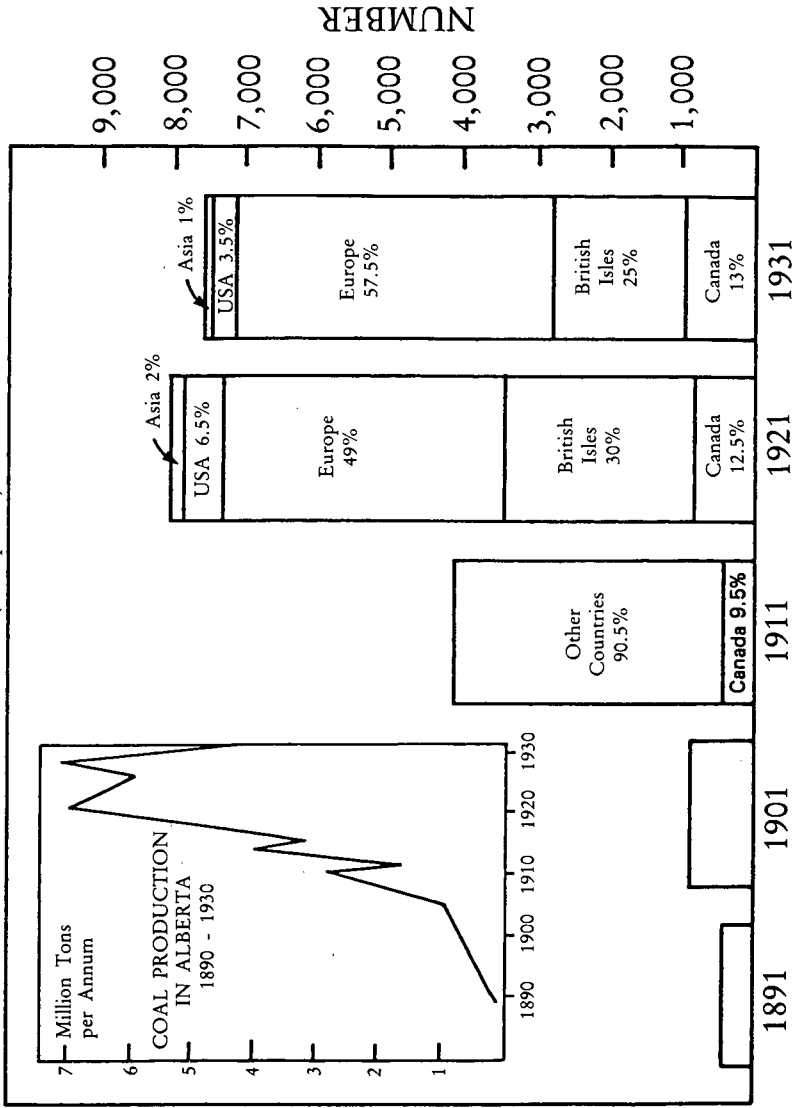 NUMBER
9,000
8,000
7,000
6,000
5,000
4,000
3,000
2,000
1,000
Million Tons
per Annum
COAL PRODUCTION
IN ALBERTA
1890 - 1930
7
6
5
4
3
2
1
1890
1900
1910
1920
1930
Other
Countries
90.5%
Canada 9.5%
Asia 2%
USA 6.5%
Europe
49%
British
Isles
30%
Canada
12.5%
Asia 1%
USA 3.5%
Europe
57.5%
British
Isles
25%
Canada
13%
1891
1901
1911
1921
1931